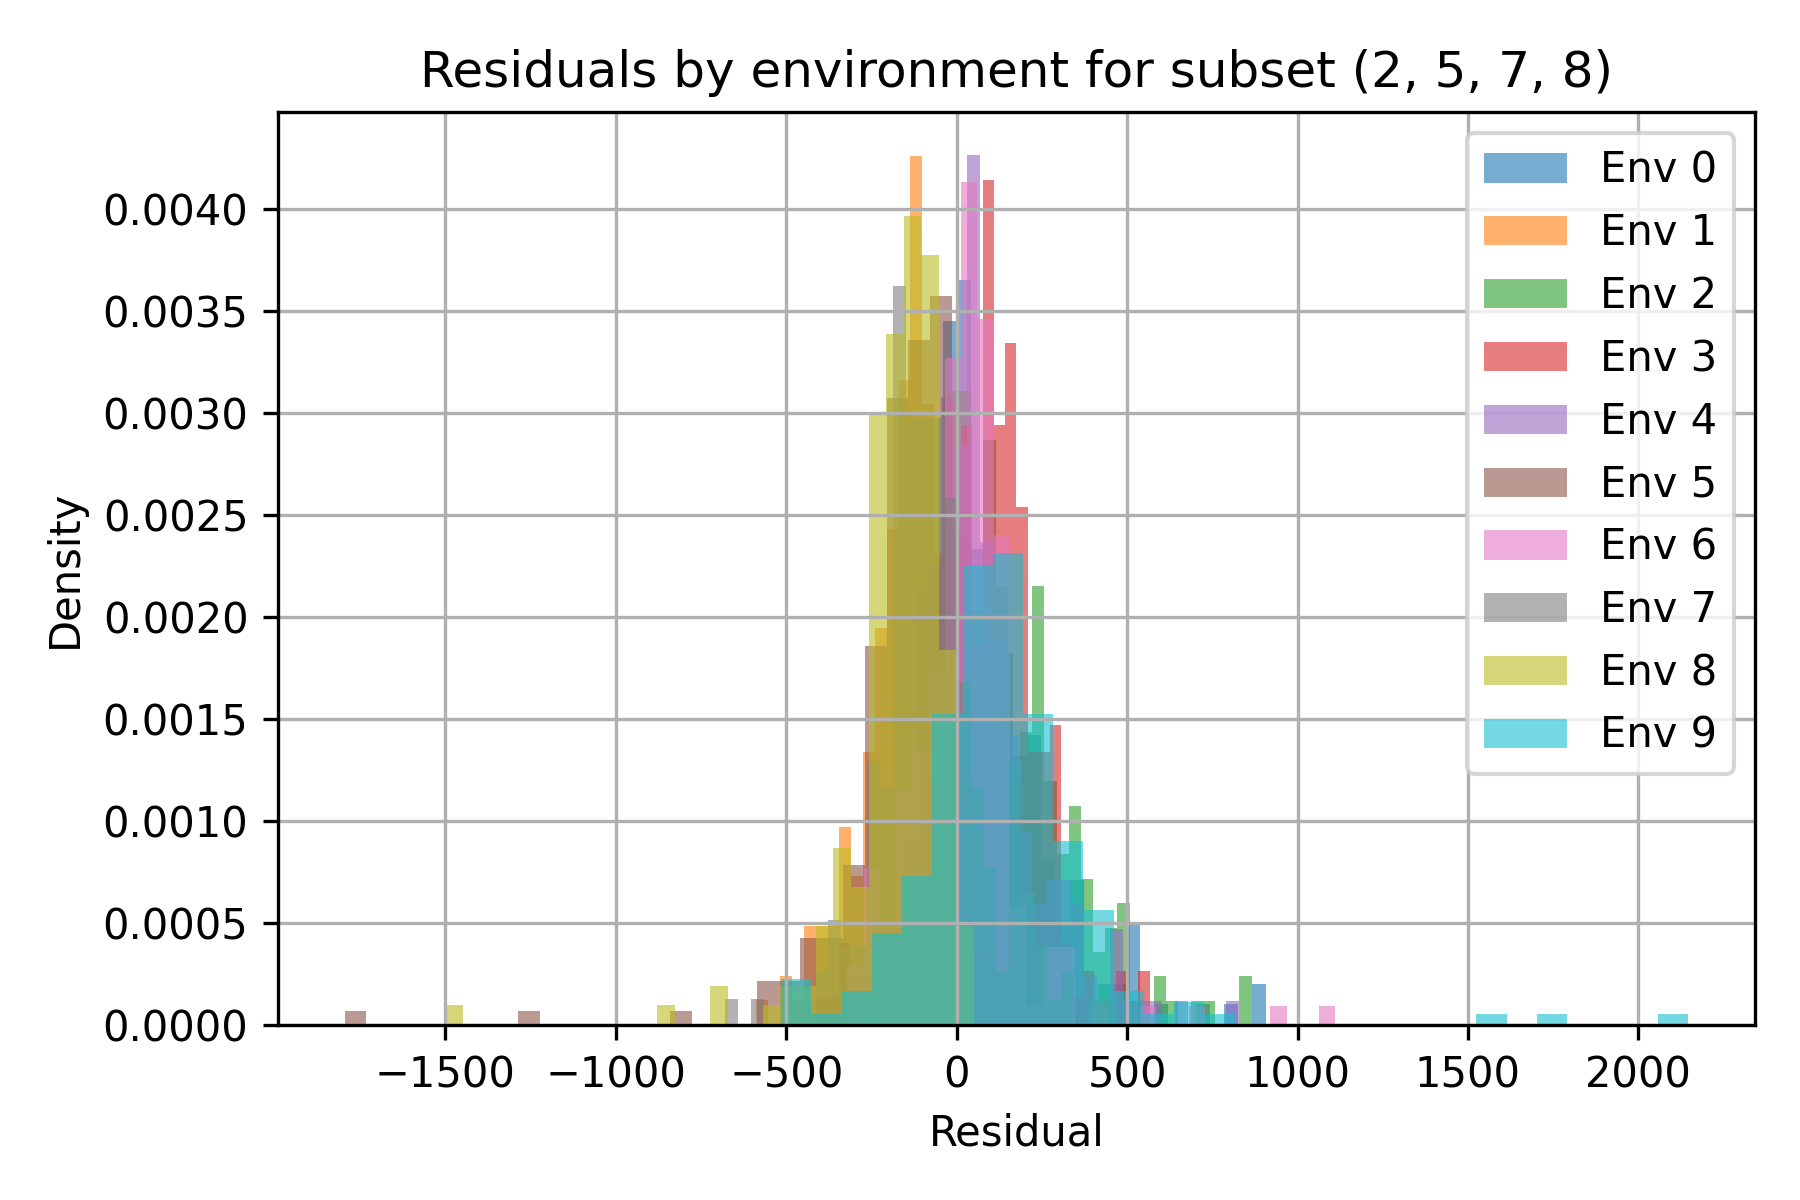 Residuals by environment for subset (2, 5, 7, 8)
Env 0
Env 1
Env 2
Env 3
Env 4
Env 5
Env 6
Env 7
Env 8
Env 9
Density
0.0040
0.0035
0.0030
0.0025
0.0020
0.0015
0.0010
0.0005
0.0000
−1500 −1000 −500 0 500 1000 1500 2000
Residual